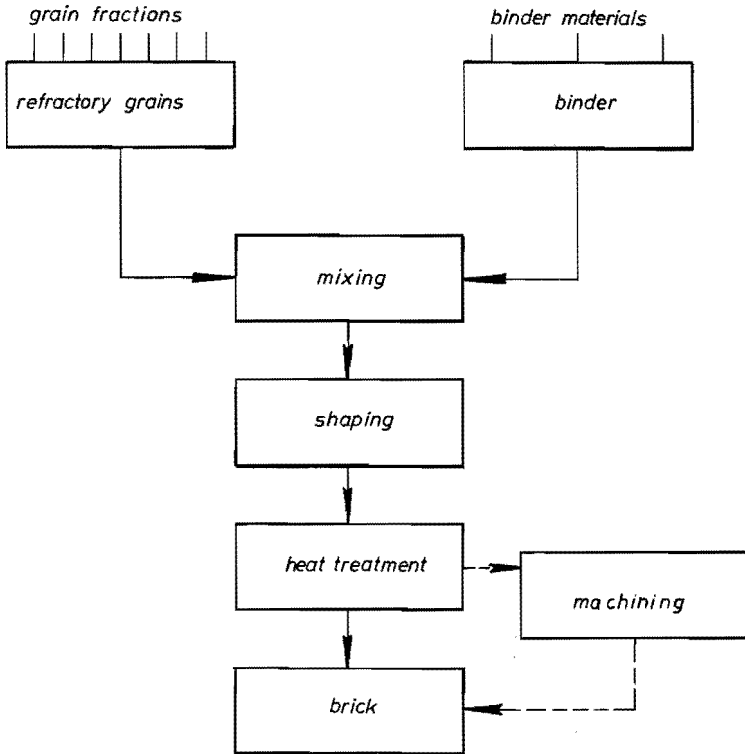 grain fractions
binder materials
refractory grains
binder
mixing
shaping
heat treatment
machining
brick